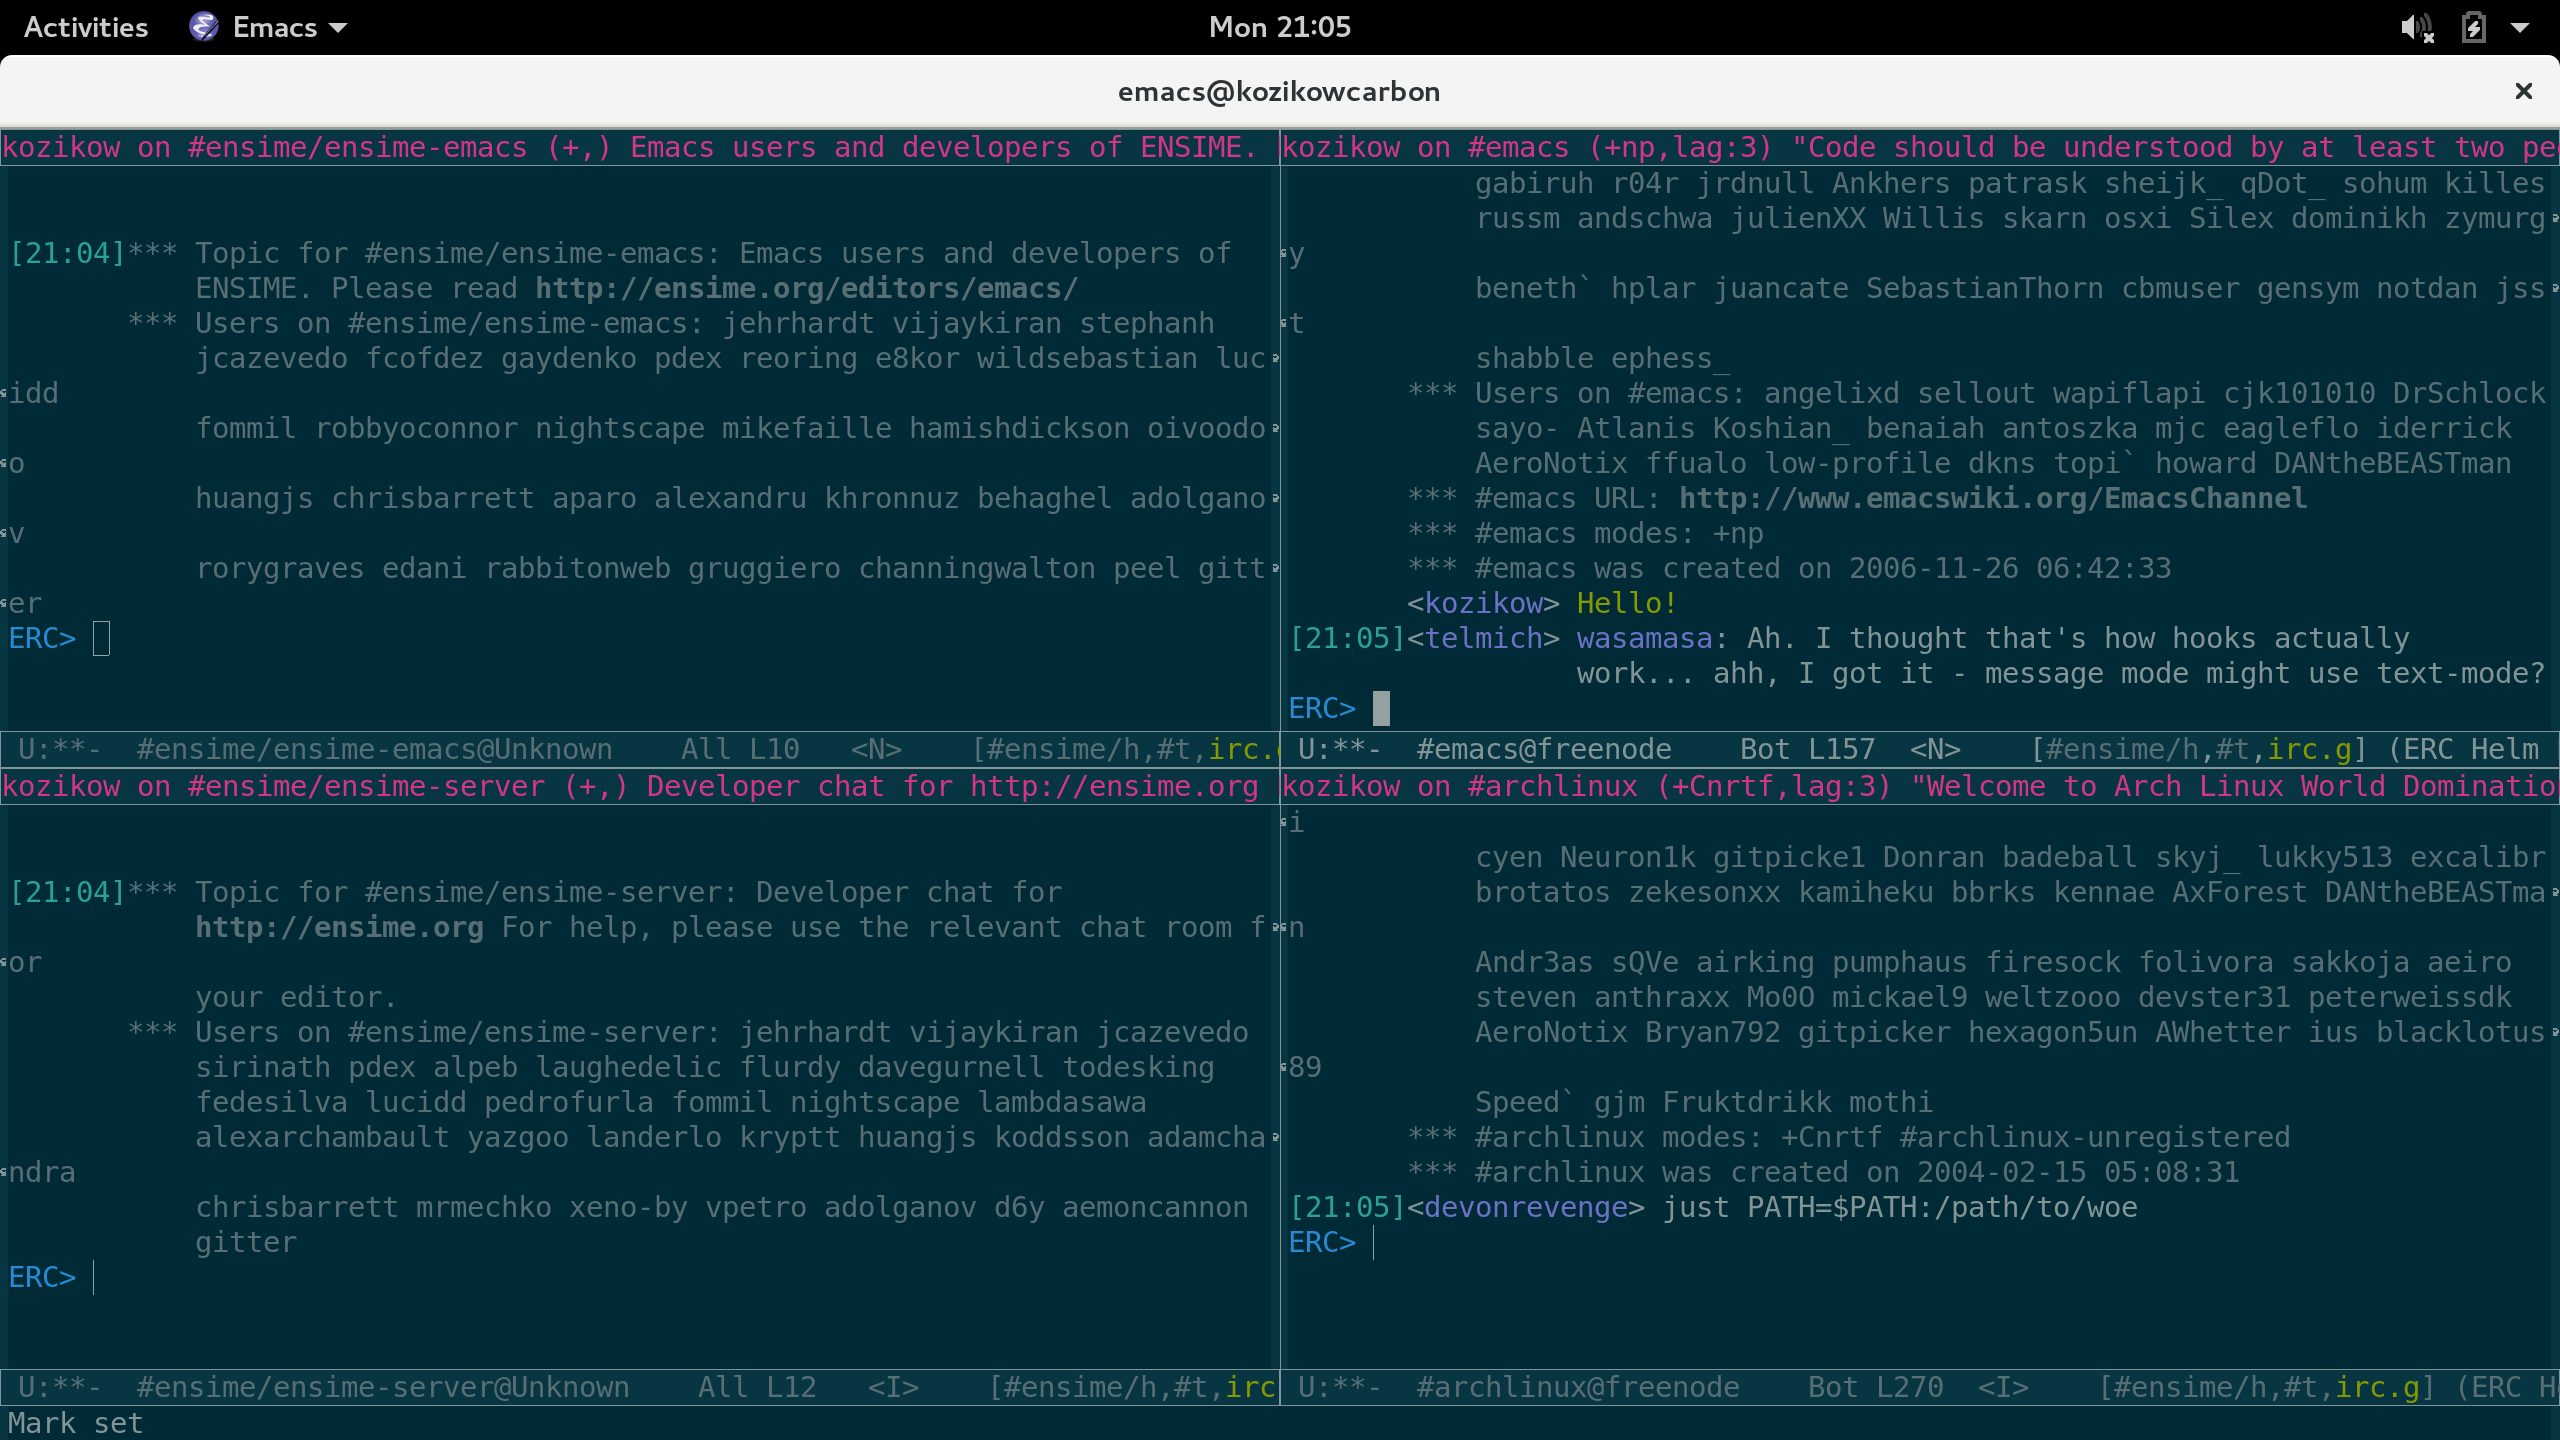 Activities Emacs Mon 21:05
emacs@kozikowcarbon
kozikow on #ensime/ensime-emacs (+,) Emacs users and developers of ENSIME.
[21:04]*** Topic for #ensime/ensime-emacs: Emacs users and developers of
ENSIME. Please read http://ensime.org/editors/emacs/
*** Users on #ensime/ensime-emacs: jehrhardt vijaykiran stephanh
jcazevedo fcofdez gaydenko pdex reoring e8kor wildsebastian luc
idd
fommil robbyoconnor nightscape mikefaille hamishdickson oivoodo
o
huangjs chrisbarrett aparo alexandru khronnuz behaghel adolgano
v
rorygraves edani rabbitonweb gruggiero channingwalton peel gitt
er
ERC>
U:**-  #ensime/ensime-emacs@Unknown    All L10   <N>    [#ensime/h,#t,irc.
kozikow on #emacs (+np,lag:3) "Code should be understood by at least two pe
gabiruh r04r jrdnull Ankhers patrask sheijk_ qDot_ sohum killes
russm andschwa julienXX Willis skarn osxi Silex dominikh zymurg
y
beneth` hplar juancate SebastianThorn cbmuser gensym notdan jss
t
shabble ephess_
*** Users on #emacs: angelixd sellout wapiflapi cjk101010 DrSchlock
sayo- Atlanis Koshian_ benaiah antoszka mjc eagleflo iderrick
AeroNotix ffualo low-profile dkns topi` howard DANtheBEASTman
*** #emacs URL: http://www.emacswiki.org/EmacsChannel
*** #emacs modes: +np
*** #emacs was created on 2006-11-26 06:42:33
<kozikow> Hello!
[21:05]<telmich> wasamasa: Ah. I thought that's how hooks actually
work... ahh, I got it - message mode might use text-mode?
ERC>
U:**-  #emacs@freenode    Bot L157  <N>    [#ensime/h,#t,irc.g] (ERC Helm
kozikow on #ensime/ensime-server (+,) Developer chat for http://ensime.org
[21:04]*** Topic for #ensime/ensime-server: Developer chat for
http://ensime.org For help, please use the relevant chat room f
or
your editor.
*** Users on #ensime/ensime-server: jehrhardt vijaykiran jcazevedo
sirinath pdex alpeb laughedelic flurdy davegurnell todesking
fedesilva lucidd pedrofurla fommil nightscape lambdasawa
alexarchambault yazgoo landerlo kryptt huangjs koddsson adamcha
ndra
chrisbarrett mrmechko xeno-by vpetro adolganov d6y aemoncannon
gitter
ERC>
U:**-  #ensime/ensime-server@Unknown    All L12   <I>    [#ensime/h,#t,irc
kozikow on #archlinux (+Cnrtf,lag:3) "Welcome to Arch Linux World Dominatio
i
cyen Neuron1k gitpicke1 Donran badeball skyj_ lukky513 excalibr
brotatos zekesonxx kamiheku bbrks kennae AxForest DANtheBEASTma
n
Andr3as sQVe airking pumphaus firesock folivora sakkoja aeiro
steven anthraxx Mo0O mickael9 weltzooo devster31 peterweissdk
AeroNotix Bryan792 gitpicker hexagon5un AWhetter ius blacklotus
89
Speed` gjm Fruktdrikk mothi
*** #archlinux modes: +Cnrtf #archlinux-unregistered
*** #archlinux was created on 2004-02-15 05:08:31
[21:05]<devonrevenge> just PATH=$PATH:/path/to/woe
ERC>
U:**-  #archlinux@freenode    Bot L270  <I>    [#ensime/h,#t,irc.g] (ERC H
Mark set